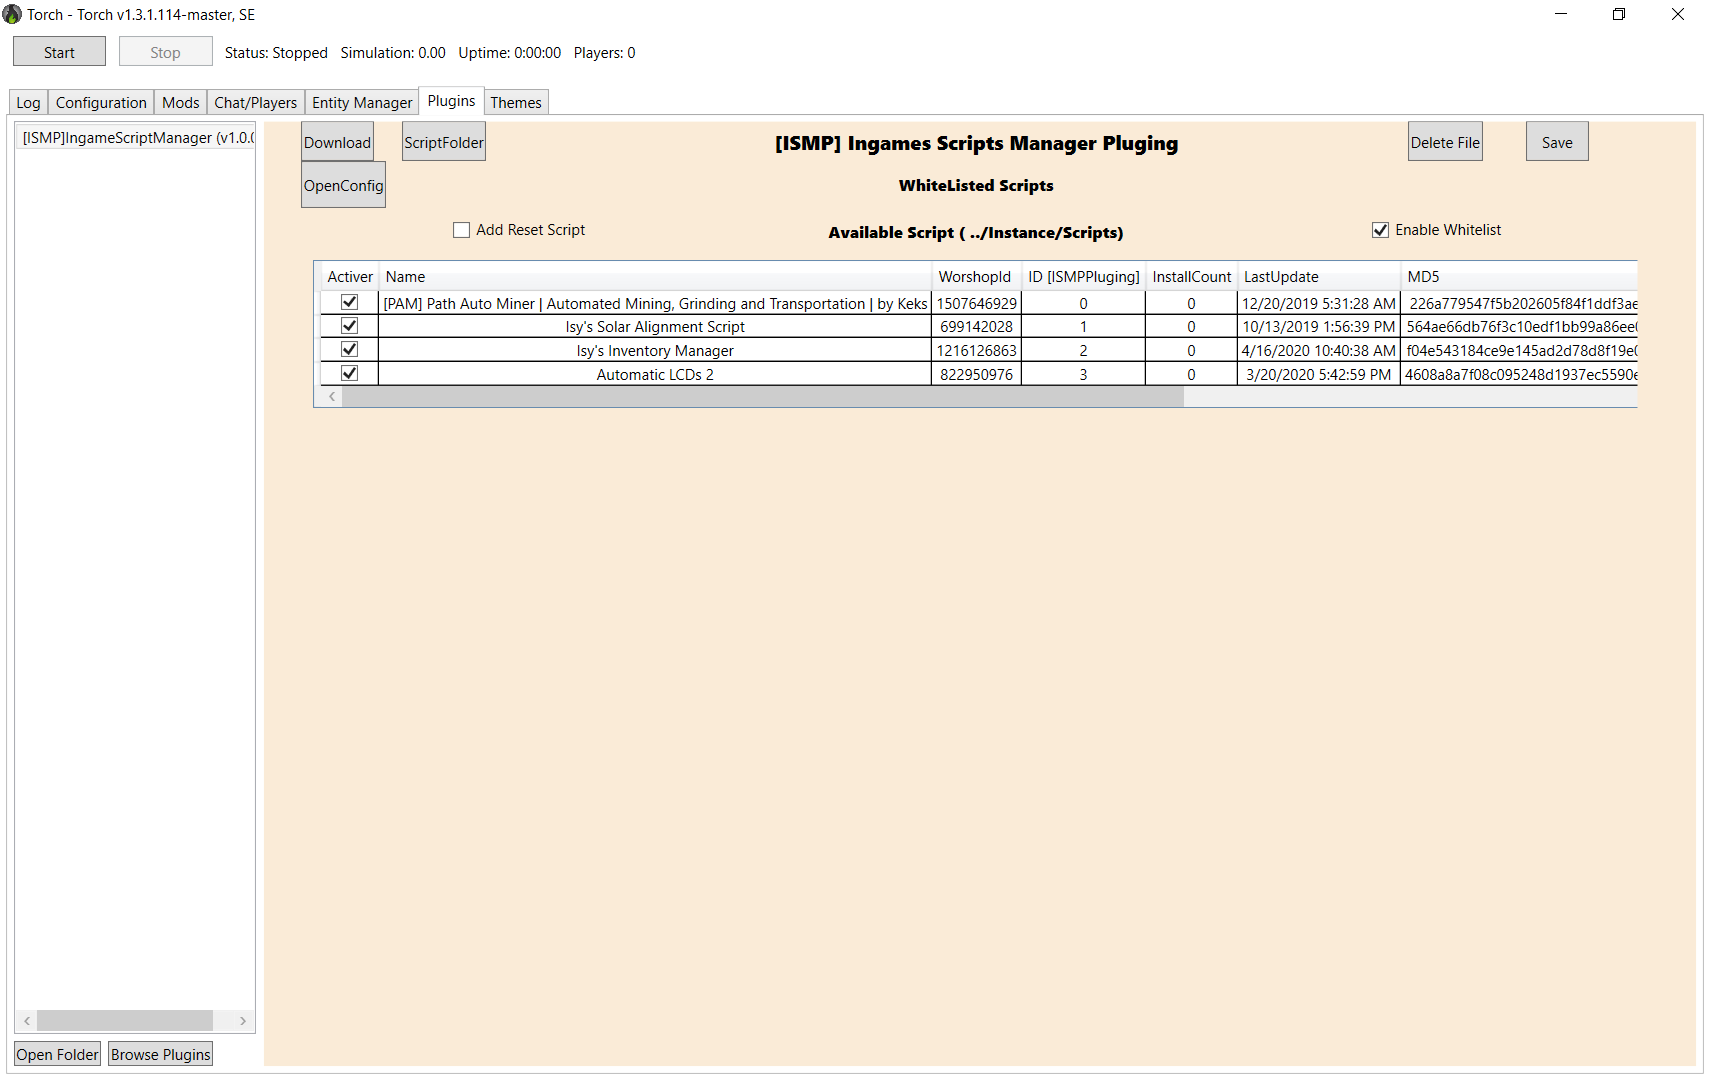 Torch - Torch v1.3.1.114-master, SE
Start Stop Status: Stopped Simulation: 0.00 Uptime: 0:00:00 Players: 0
Log Configuration Mods Chat/Players Entity Manager Plugins Themes
[ISMP]IngameScriptManager (v1.0.0
Download ScriptFolder [ISMP] Ingames Scripts Manager Pluging Delete File Save
OpenConfig WhiteListed Scripts
Add Reset Script Available Script ( ../Instance/Scripts) Enable Whitelist
Activer Name WorshopId ID [ISMPPluging] InstallCount LastUpdate MD5
[PAM] Path Auto Miner | Automated Mining, Grinding and Transportation | by Keks 1507646929 0 0 12/20/2019 5:31:28 AM 226a779547f5b202605f84f1ddf3ae
Isy's Solar Alignment Script 699142028 1 0 10/13/2019 1:56:39 PM 564ae66db76f3c10edf1bb99a86ee0
Isy's Inventory Manager 1216126863 2 0 4/16/2020 10:40:38 AM f04e543184ce9e145ad2d78d8f19e0
Automatic LCDs 2 822950976 3 0 3/20/2020 5:42:59 PM 4608a8a7f08c095248d1937ec5590e
Open Folder Browse Plugins